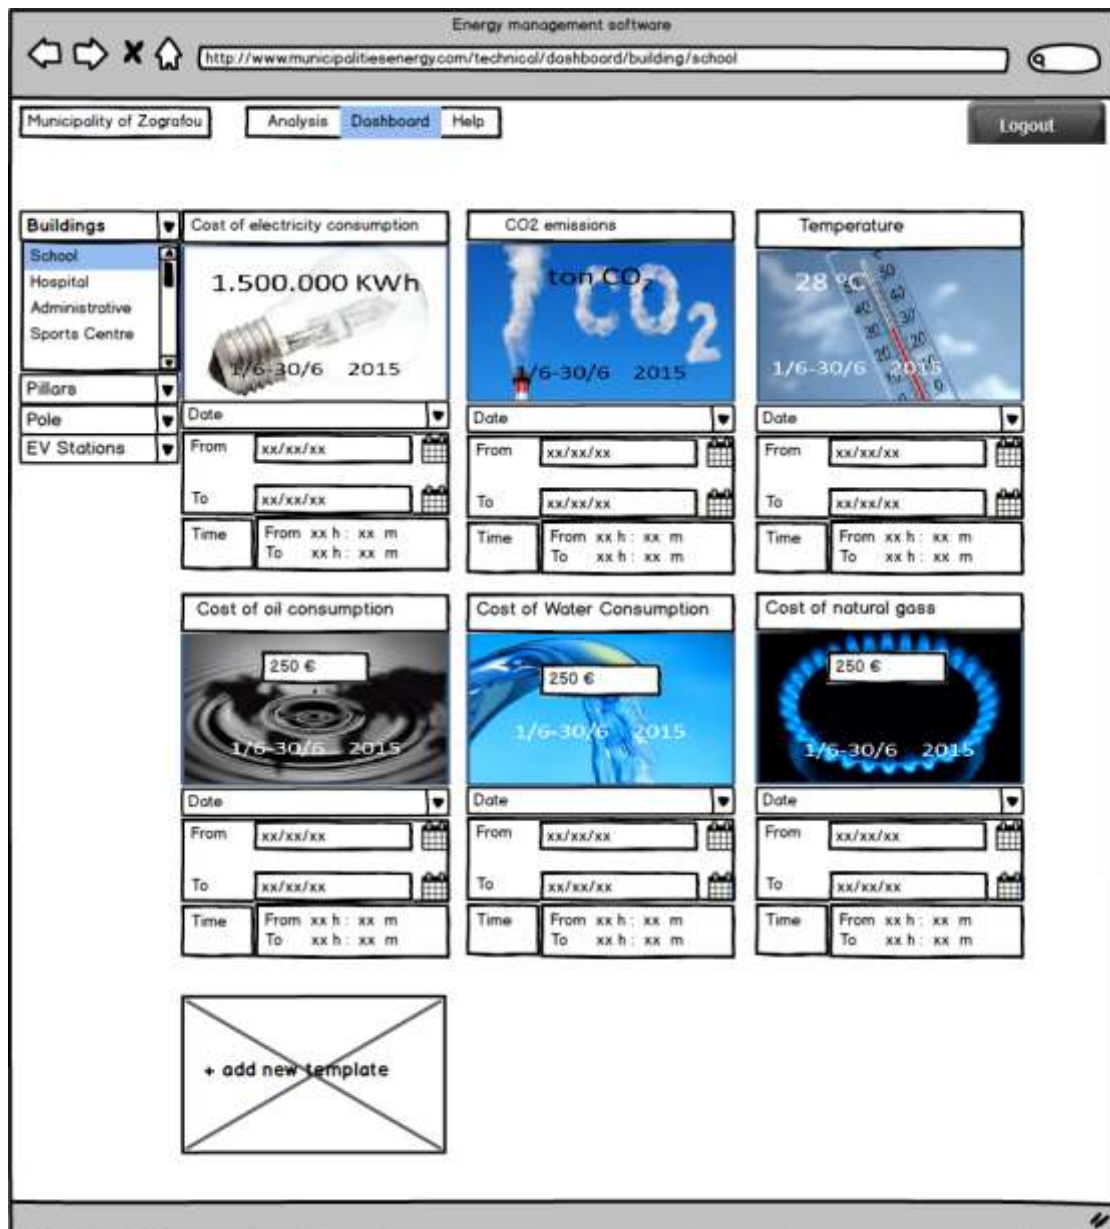 Energy management software
http://www.municipalitiesenergy.com/technical/dashboard/building/school
Municipality of Zografou
Analysis Dashboard Help
Logout
Buildings
School
Hospital
Administrative
Sports Centre
Pillars
Pole
EV Stations
Cost of electricity consumption
1.500.000 KWh
1/6-30/6 2015
Date
From xx/xx/xx
To xx/xx/xx
Time From xx h : xx m
To xx h : xx m
CO2 emissions
ton CO2
CO2
1/6-30/6 2015
Date
From xx/xx/xx
To xx/xx/xx
Time From xx h : xx m
To xx h : xx m
Temperature
28 °C
1/6-30/6 2015
Date
From xx/xx/xx
To xx/xx/xx
Time From xx h : xx m
To xx h : xx m
Cost of oil consumption
250 €
1/6-30/6 2015
Date
From xx/xx/xx
To xx/xx/xx
Time From xx h : xx m
To xx h : xx m
Cost of Water Consumption
250 €
1/6-30/6 2015
Date
From xx/xx/xx
To xx/xx/xx
Time From xx h : xx m
To xx h : xx m
Cost of natural gass
250 €
1/6-30/6 2015
Date
From xx/xx/xx
To xx/xx/xx
Time From xx h : xx m
To xx h : xx m
+ add new template